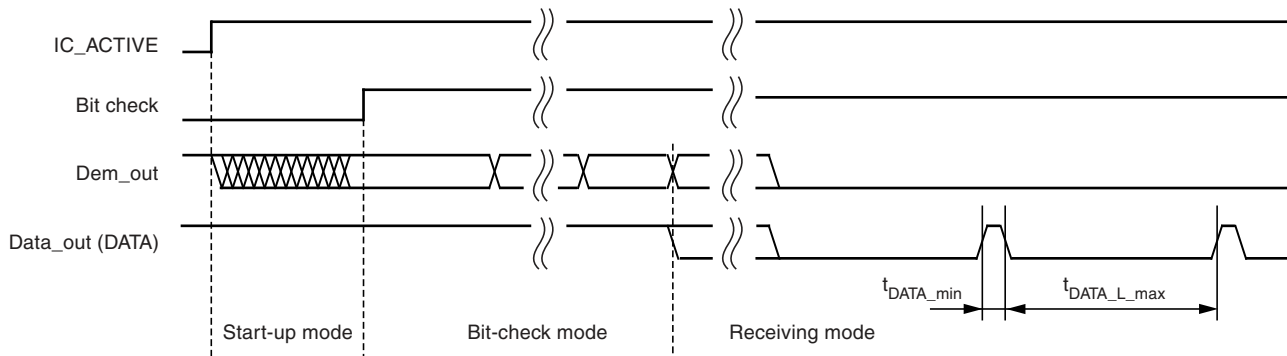 IC_ACTIVE
Bit check
Dem_out
Data_out (DATA)
tDATA_min
tDATA_L_max
Start-up mode
Bit-check mode
Receiving mode